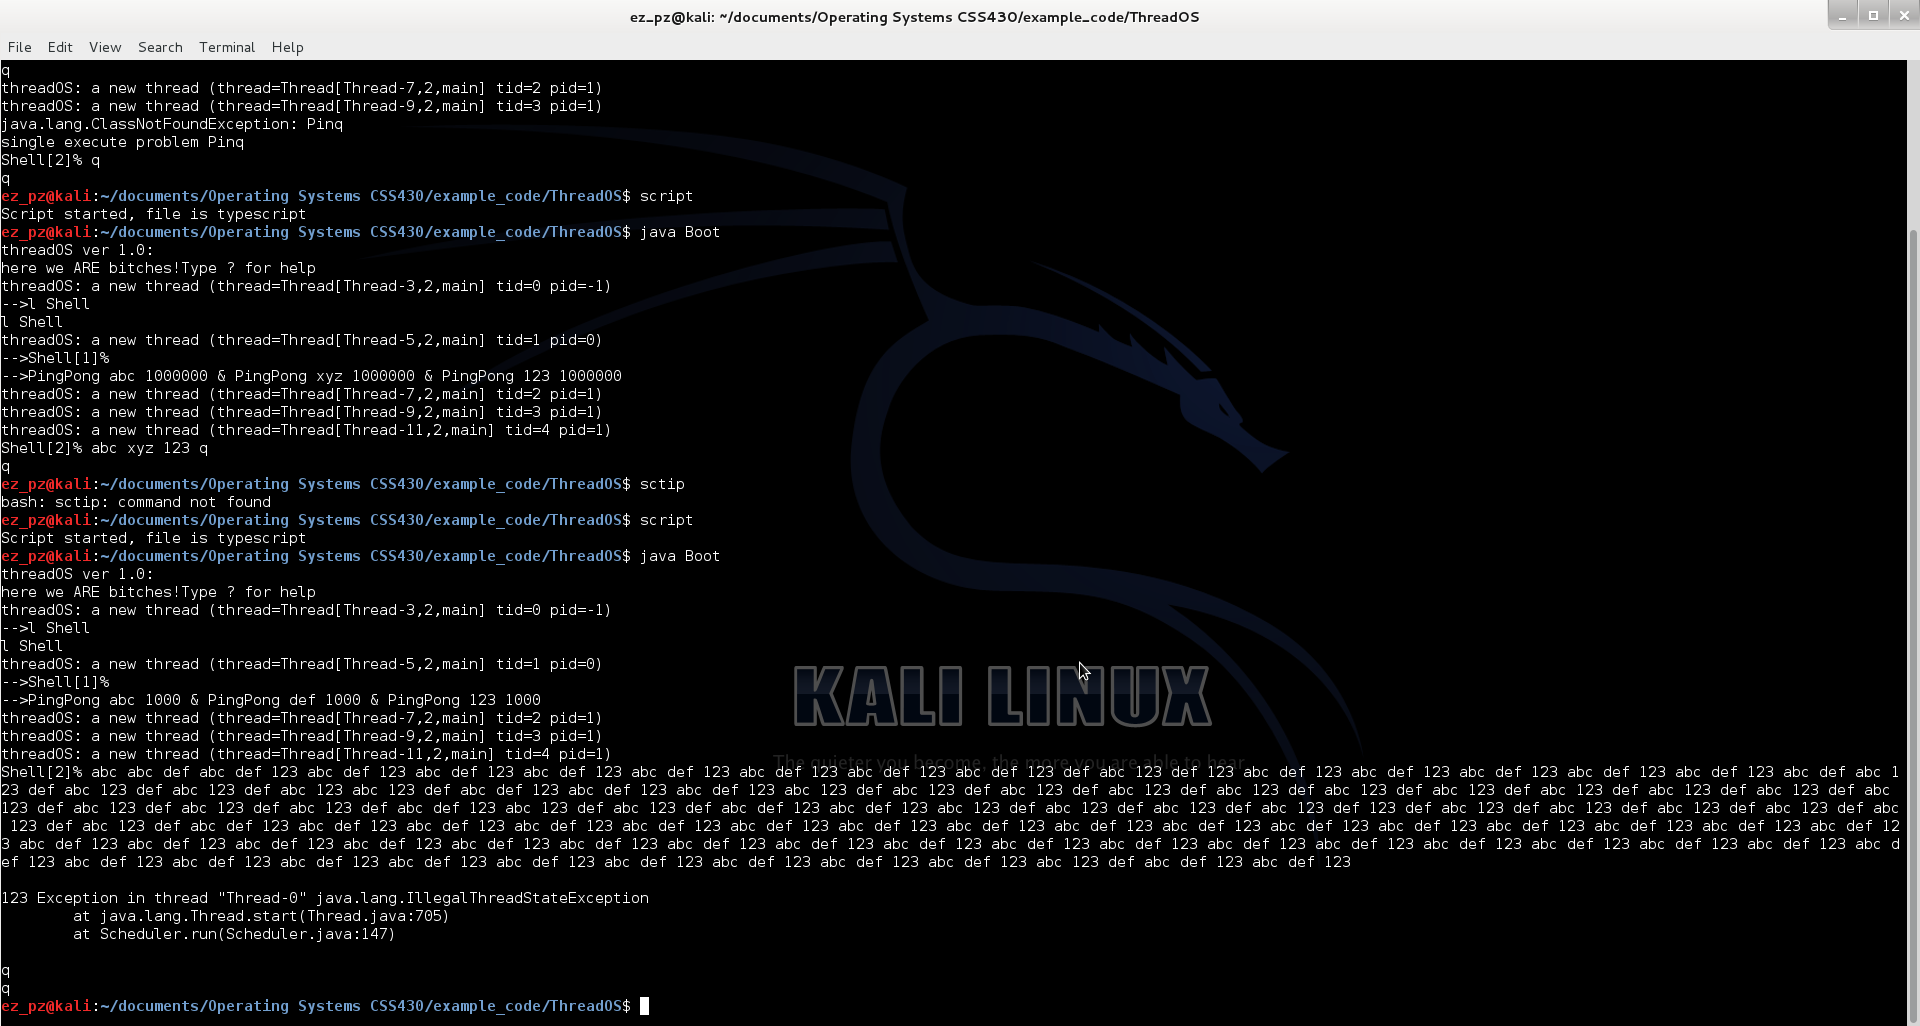 q
threadOS: a new thread (thread=Thread[Thread-7,2,main] tid=2 pid=1)
threadOS: a new thread (thread=Thread[Thread-9,2,main] tid=3 pid=1)
java.lang.ClassNotFoundException: Pinq
single execute problem Pinq
Shell[2]% q
q
ez_pz@kali: ~/documents/Operating Systems CSS430/example_code/ThreadOS
File Edit View Search Terminal Help
ez_pz@kali:~/documents/Operating Systems CSS430/example_code/ThreadOS$ script
Script started, file is typescript
ez_pz@kali:~/documents/Operating Systems CSS430/example_code/ThreadOS$ java Boot
threadOS ver 1.0:
here we ARE bitches!Type ? for help
threadOS: a new thread (thread=Thread[Thread-3,2,main] tid=0 pid=-1)
-->l Shell
l Shell
threadOS: a new thread (thread=Thread[Thread-5,2,main] tid=1 pid=0)
-->Shell[1]%
-->PingPong abc 1000000 & PingPong xyz 1000000 & PingPong 123 1000000
threadOS: a new thread (thread=Thread[Thread-7,2,main] tid=2 pid=1)
threadOS: a new thread (thread=Thread[Thread-9,2,main] tid=3 pid=1)
threadOS: a new thread (thread=Thread[Thread-11,2,main] tid=4 pid=1)
Shell[2]% abc xyz 123 q
q
ez_pz@kali:~/documents/Operating Systems CSS430/example_code/ThreadOS$ sctip
bash: sctip: command not found
ez_pz@kali:~/documents/Operating Systems CSS430/example_code/ThreadOS$ script
Script started, file is typescript
ez_pz@kali:~/documents/Operating Systems CSS430/example_code/ThreadOS$ java Boot
threadOS ver 1.0:
here we ARE bitches!Type ? for help
threadOS: a new thread (thread=Thread[Thread-3,2,main] tid=0 pid=-1)
-->l Shell
l Shell
threadOS: a new thread (thread=Thread[Thread-5,2,main] tid=1 pid=0)
-->Shell[1]%
KALI LINUX
-->PingPong abc 1000 & PingPong def 1000 & PingPong 123 1000
threadOS: a new thread (thread=Thread[Thread-7,2,main] tid=2 pid=1)
threadOS: a new thread (thread=Thread[Thread-9,2,main] tid=3 pid=1)
threadOS: a new thread (thread=Thread[Thread-11,2,main] tid=4 pid=1)
The quieter you become, the more you are able to hear
Shell[2]% abc abc def abc def 123 abc def 123 abc def 123 abc def 123 abc def 123 abc def 123 abc def 123 abc def abc def 123 abc def 123 abc def 123 abc def 123 abc def 123 abc def 123 abc def abc 1
23 def abc 123 def abc 123 def abc 123 def abc 123 def abc 123 def abc 123 def abc 123 def abc 123 def abc 123 def abc 123 def abc 123 def abc 123 def abc 123 def abc 123 def abc 123 def abc 123 def abc
123 def abc 123 def abc 123 def abc 123 def abc 123 def abc 123 def abc 123 def abc 123 def abc 123 def abc 123 def abc 123 def abc 123 def abc 123 def 123 def abc 123 def abc 123 def abc 123 def abc
123 def abc 123 def abc 123 def abc 123 def abc 123 def abc 123 def abc 123 def abc 123 def abc 123 def abc 123 abc def 123 abc def 123 abc def 123 abc def 123 abc def 123 abc def 123 abc def 12
3 abc def 123 abc def 123 abc def 123 abc def 123 abc def 123 abc def 123 abc def 123 abc def 123 abc def 123 abc def 123 abc def 123 abc def 123 abc def 123 abc def 123 abc def 123 abc def 123 abc d
ef 123 abc def 123 abc def 123 abc def 123 abc def 123 abc def 123 abc def 123 abc def 123 abc def 123 abc 123 def abc def 123 abc def 123
123 Exception in thread "Thread-0" java.lang.IllegalThreadStateException
at java.lang.Thread.start(Thread.java:705)
at Scheduler.run(Scheduler.java:147)
q
q
ez_pz@kali:~/documents/Operating Systems CSS430/example_code/ThreadOS$